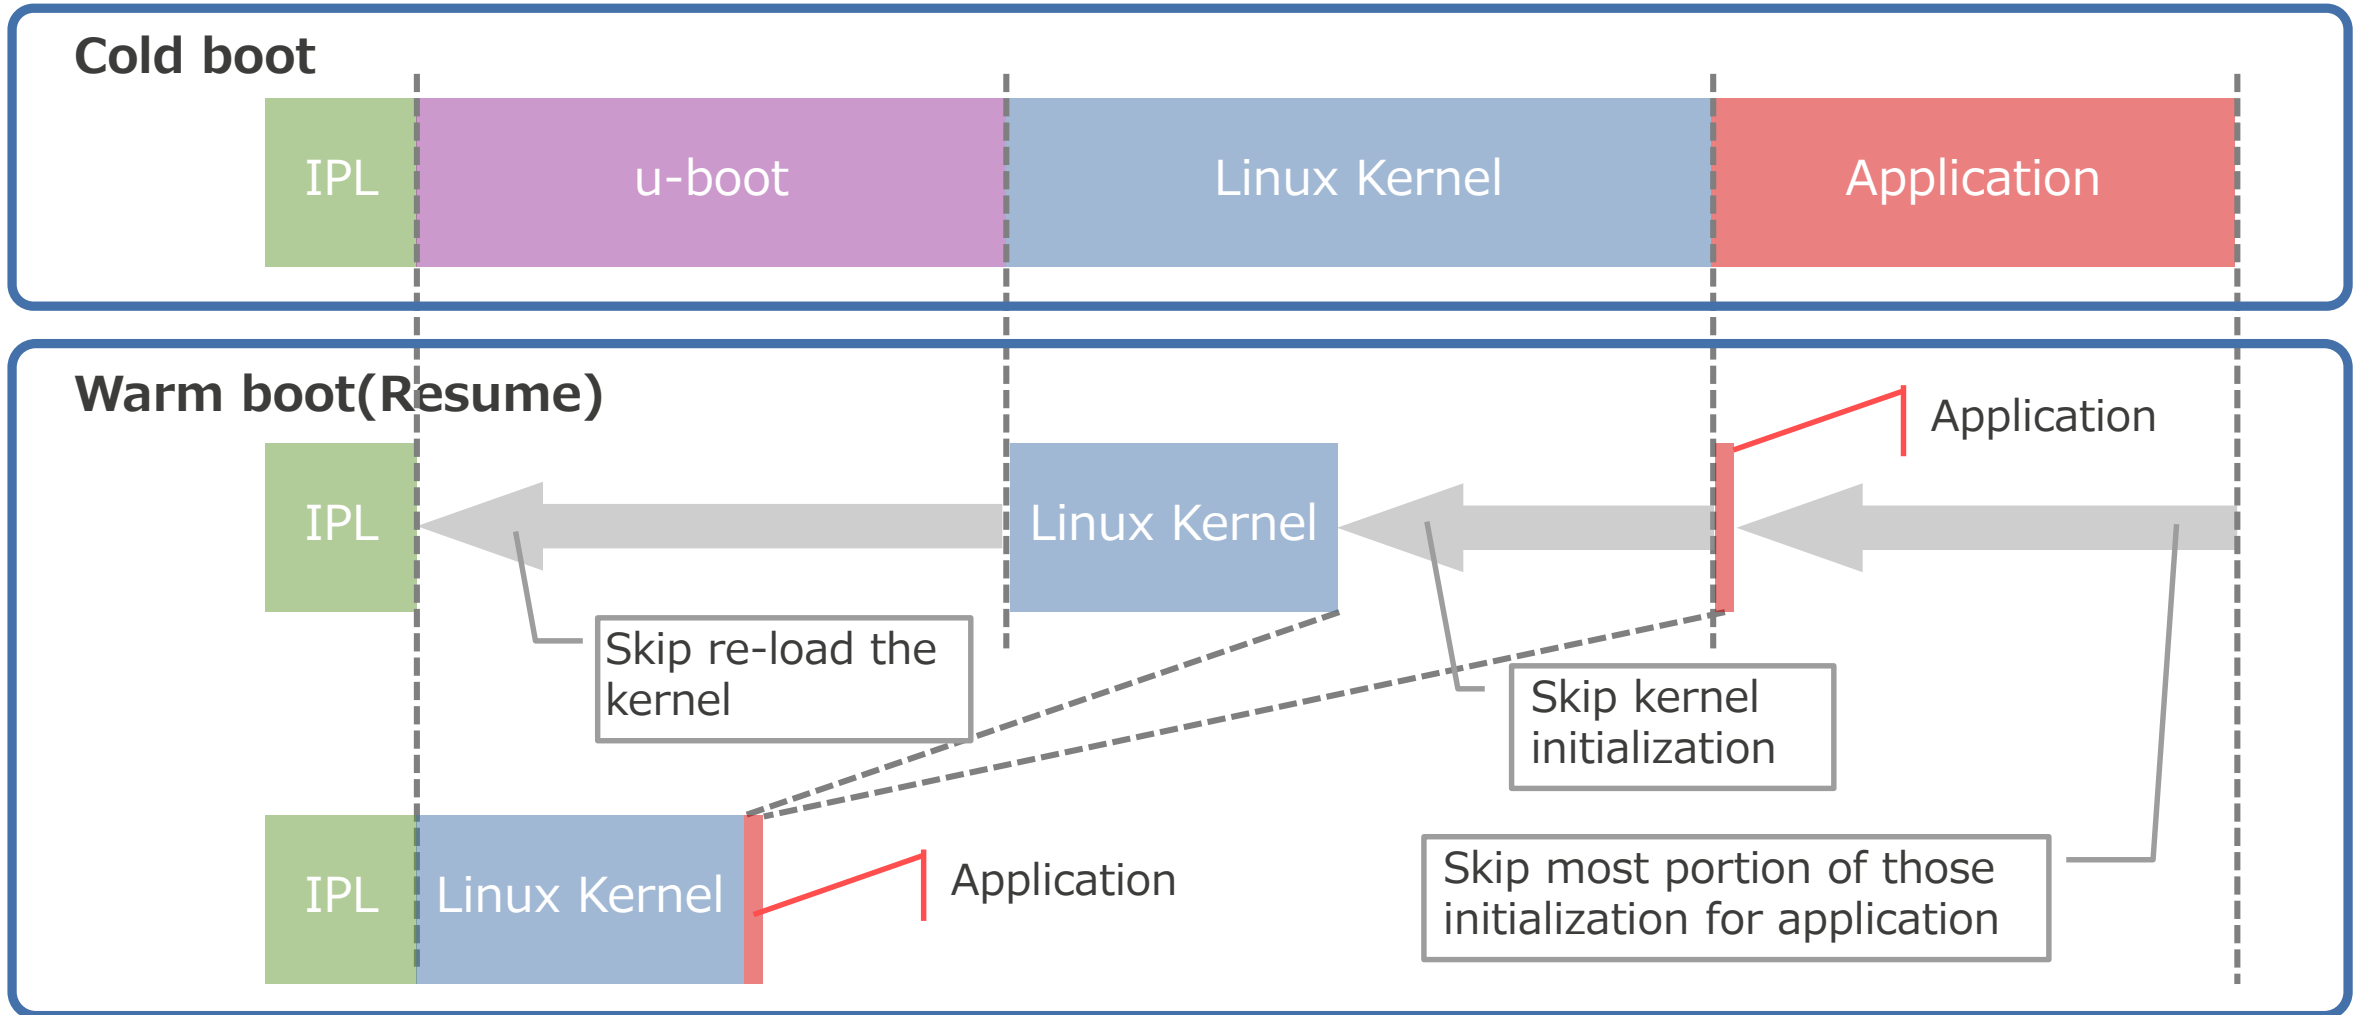 Cold boot
IPL
u-boot
Linux Kernel
Application
Warm boot(Resume)
Application
IPL
Linux Kernel
Skip re-load the
kernel
Skip kernel
initialization
IPL
Linux Kernel
Application
Skip most portion of those
initialization for application